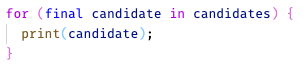 for (final candidate in candidates) {
  print(candidate);
}